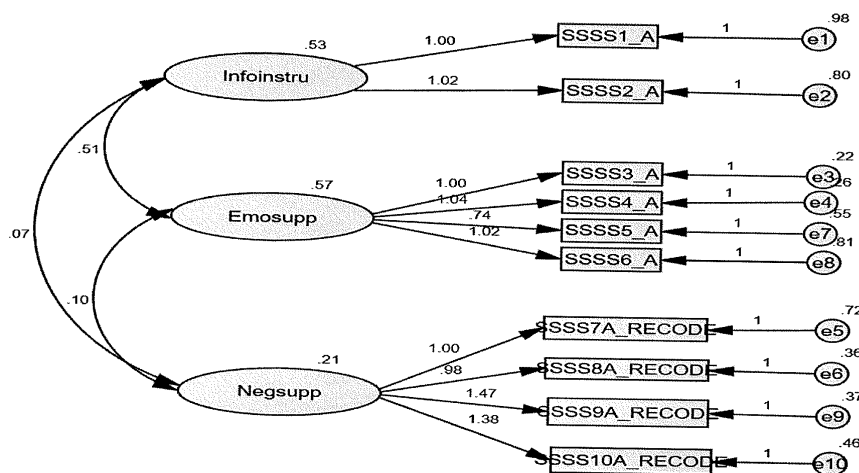 .53
Infoinstru
1.00
SSSS1_A
1
.98
e1
1.02
SSSS2_A
1
.80
e2
.51
.57
Emosupp
1.00
SSSS3_A
1
.22
e3
1.04
SSSS4_A
1
.26
e4
.74
SSSS5_A
1
.55
e7
1.02
SSSS6_A
1
.81
e8
.07
.10
.21
Negsupp
1.00
SSSS7A_RECODE
1
.72
e5
.98
SSSS8A_RECODE
1
.36
e6
1.47
SSSS9A_RECODE
1
.37
e9
1.38
SSSS10A_RECODE
1
.46
e10